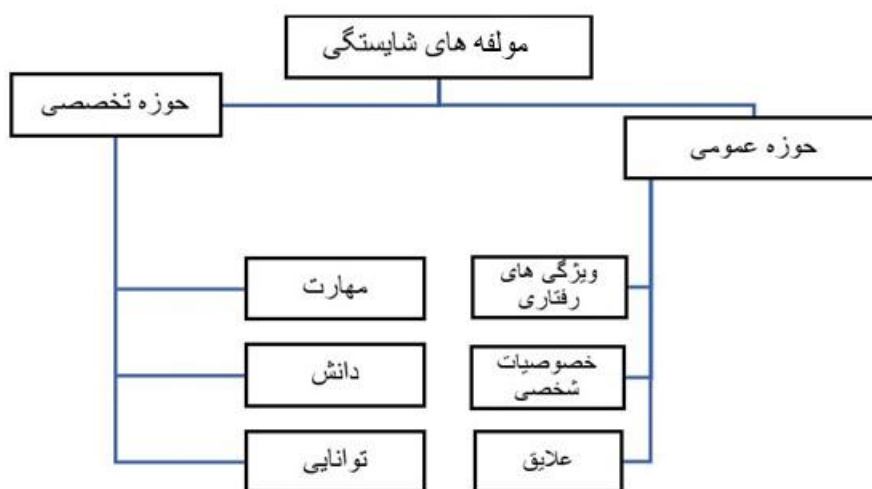 مولفه های شایستگی
حوزه تخصصی
حوزه عمومی
ویژگی های
رفتاری
مهارت
خصوصیات
شخصی
دانش
علایق
توانایی